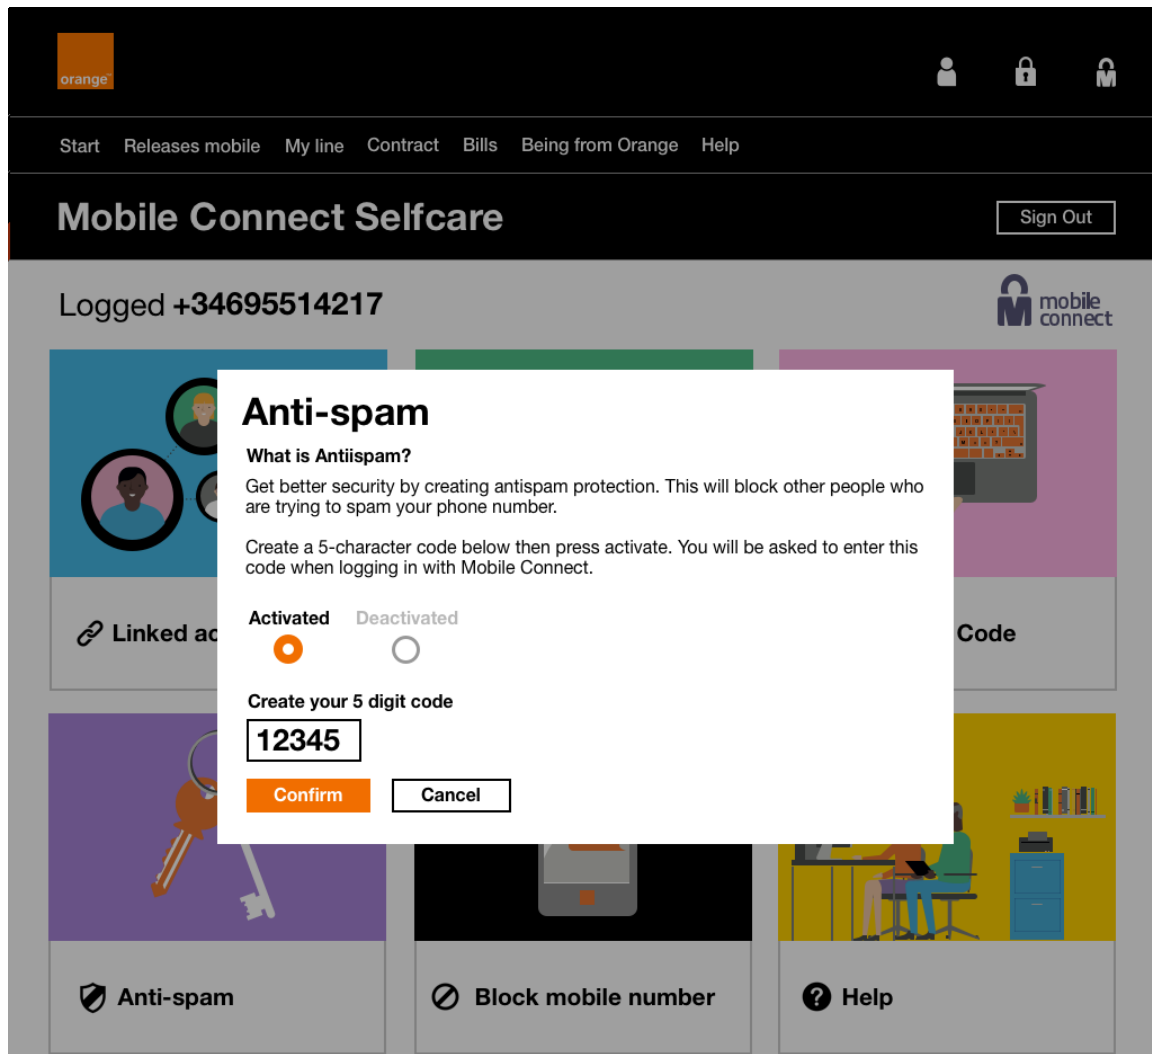 orange™
Start Releases mobile My line Contract Bills Being from Orange Help
Mobile Connect Selfcare
Sign Out
Logged +34695514217
mobile
connect
Anti-spam
What is Antiispam?
Get better security by creating antispam protection. This will block other people who
are trying to spam your phone number.
Create a 5-character code below then press activate. You will be asked to enter this
code when logging in with Mobile Connect.
Activated Deactivated
Create your 5 digit code
12345
Confirm Cancel
Linked
Code
Anti-spam
Block mobile number
Help